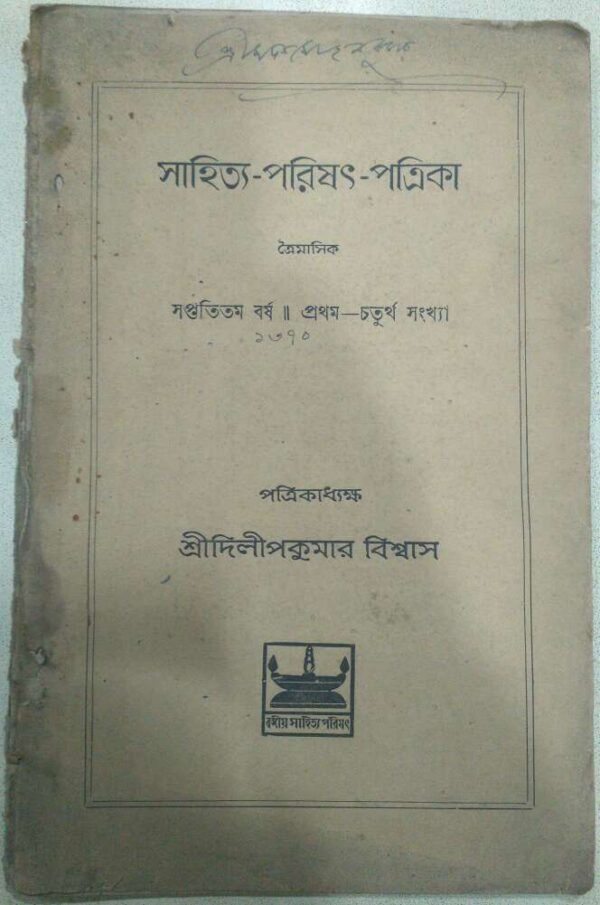 সাহিত্য-পরিষৎ-পত্রিকা
ত্রৈমাসিক
সপ্ততিতম বর্ষ ॥ প্রথম—চতুর্থ সংখ্যা
১৩৭০
পত্রিকাধ্যক্ষ
শ্রীদিলীপকুমার বিশ্বাস
বঙ্গীয় সাহিত্য পরিষৎ